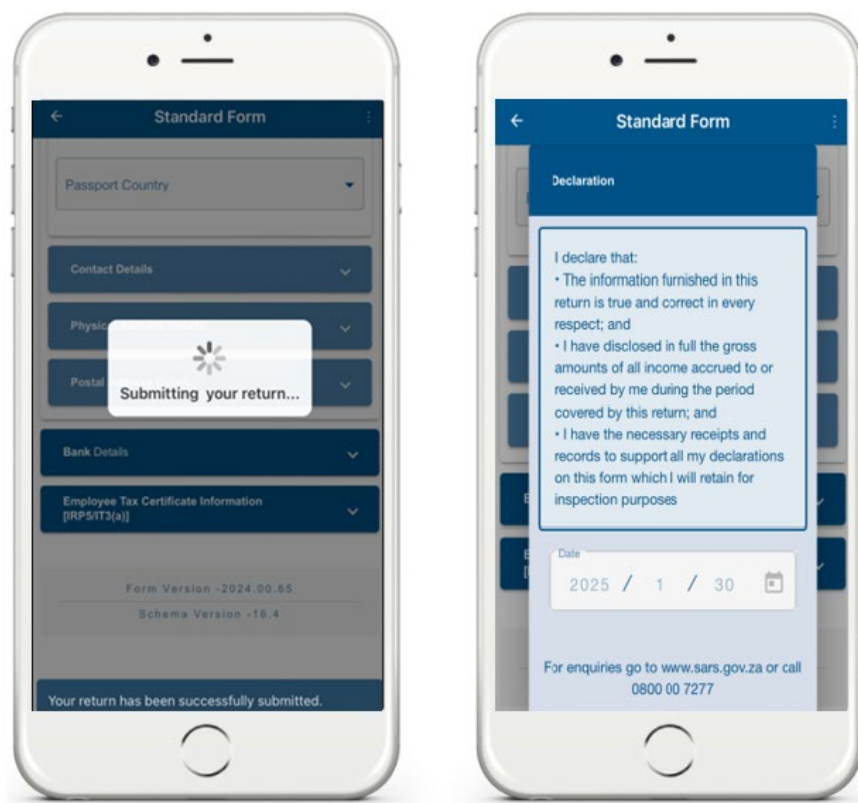 Standard Form
Passport Country
Contact Details
Physic
Postal
Submitting your return...
Bank Details
Employee Tax Certificate Information
[IRP5/IT3(a)]
Form Version -2024.00.65
Schema Version -16.4
Your return has been successfully submitted.
Standard Form
Declaration
I declare that:
• The information furnished in this
return is true and correct in every
respect; and
• I have disclosed in full the gross
amounts of all income accrued to or
received by me during the period
covered by this return; and
• I have the necessary receipts and
records to support all my declarations
on this form which I will retain for
inspection purposes
Date
2025 / 1 / 30
For enquiries go to www.sars.gov.za or call
0800 00 7277